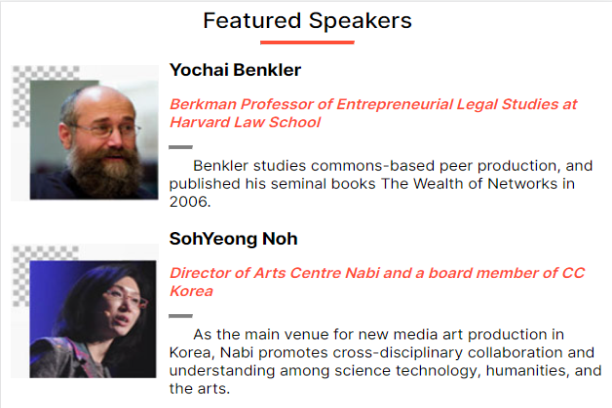 Featured Speakers
Yochai Benkler
Berkman Professor of Entrepreneurial Legal Studies at
Harvard Law School
Benkler studies commons-based peer production, and
published his seminal books The Wealth of Networks in
2006.
SohYeong Noh
Director of Arts Centre Nabi and a board member of CC
Korea
As the main venue for new media art production in
Korea, Nabi promotes cross-disciplinary collaboration and
understanding among science technology, humanities, and
the arts.